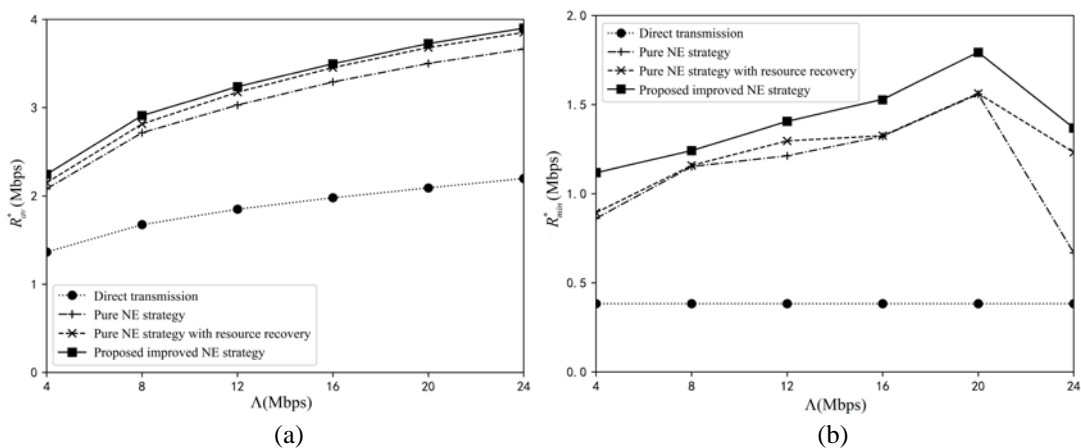 4
3
2
1
0
R*av (Mbps)
Direct transmission
Pure NE strategy
Pure NE strategy with resource recovery
Proposed improved NE strategy
4 8 12 16 20 24
Λ(Mbps)
(a)
2. 0
1. 5
1. 0
0. 5
0. 0
R*min (Mbps)
Direct transmission
Pure NE strategy
Pure NE strategy with resource recovery
Proposed improved NE strategy
4 8 12 16 20 24
Λ(Mbps)
(b)